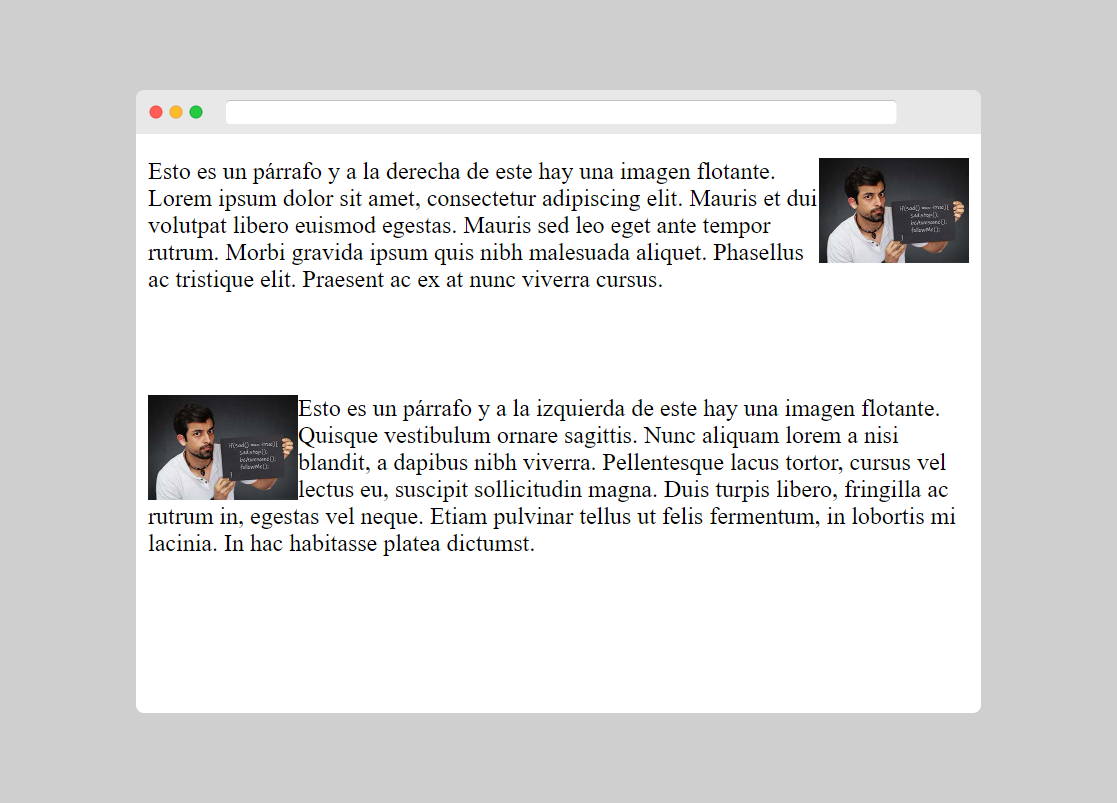 Esto es un párrafo y a la derecha de este hay una imagen flotante.
Lorem ipsum dolor sit amet, consectetur adipiscing elit. Mauris et dui
volutpat libero euismod egestas. Mauris sed leo eget ante tempor
rutrum. Morbi gravida ipsum quis nibh malesuada aliquet. Phasellus
ac tristique elit. Praesent ac ex at nunc viverra cursus.
if(sad() === true){
sad.stop();
beAwesome();
followMe();
}
Esto es un párrafo y a la izquierda de este hay una imagen flotante.
Quisque vestibulum ornare sagittis. Nunc aliquam lorem a nisi
blandit, a dapibus nibh viverra. Pellentesque lacus tortor, cursus vel
lectus eu, suscipit sollicitudin magna. Duis turpis libero, fringilla ac
rutrum in, egestas vel neque. Etiam pulvinar tellus ut felis fermentum, in lobortis mi
lacinia. In hac habitasse platea dictumst.
if(sad() === true){
sad.stop();
beAwesome();
followMe();
}